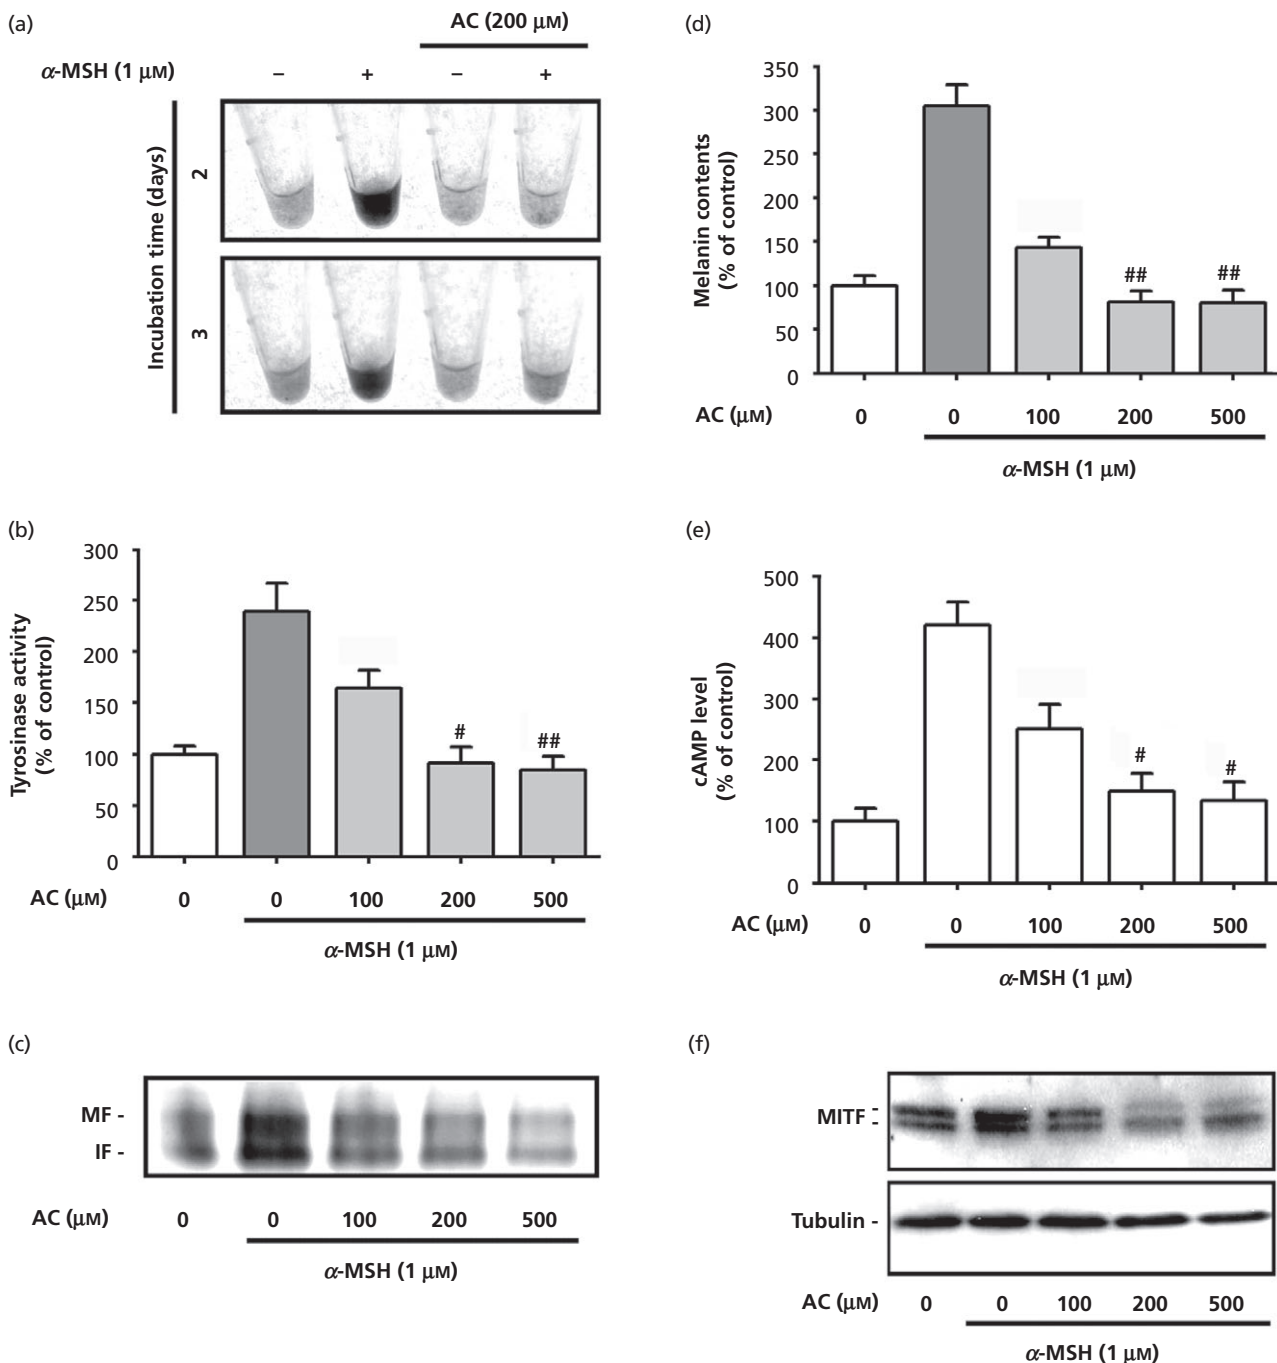 (a)
AC (200 μM)
α-MSH (1 μM) – + – +
Incubation time (days)
2
3
(b)
Tyrosinase activity
(% of control)
300
250
200
150
100
50
0
#
##
AC (μM) 0 0 100 200 500
α-MSH (1 μM)
(c)
MF -
IF -
AC (μM) 0 0 100 200 500
α-MSH (1 μM)
(d)
Melanin contents
(% of control)
350
300
250
200
150
100
50
0
## ##
AC (μM) 0 0 100 200 500
α-MSH (1 μM)
(e)
cAMP level
(% of control)
500
400
300
200
100
0
# #
AC (μM) 0 0 100 200 500
α-MSH (1 μM)
(f)
MITF -
-
Tubulin -
AC (μM) 0 0 100 200 500
α-MSH (1 μM)